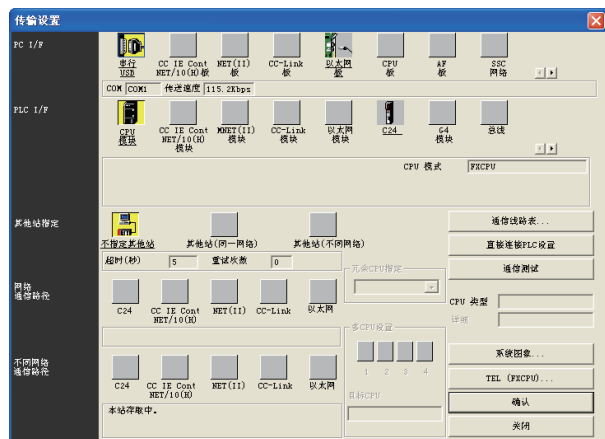 传输设置
PC I/F
串行
USB
CC IE Cont
NET/10(H)板
NET(II)
板
CC-Link
板
以太网
板
CPU
板
AF
板
SSC
网络
COM COM1 传送速度 115.2Kbps
PLC I/F
CPU
模块
CC IE Cont
NET/10(H)
模块
MNET(II)
模块
CC-Link
模块
以太网
模块
C24
G4
模块
总线
CPU 模式 FXCPU
其他站指定
不指定其他站
其他站(同一网络)
其他站(不同网络)
超时(秒) 5 重试次数 0
冗余CPU指定
网络
通信路径
C24
CC IE Cont
NET/10(H)
NET(II)
CC-Link
以太网
多CPU设置
1 2 3 4
目标CPU
不同网络
通信路径
C24
CC IE Cont
NET/10(H)
NET(II)
CC-Link
以太网
本站存取中。
通信线路表...
直接连接PLC设置
通信测试
CPU 类型
详细
系统图象...
TEL (FXCPU)...
确认
关闭